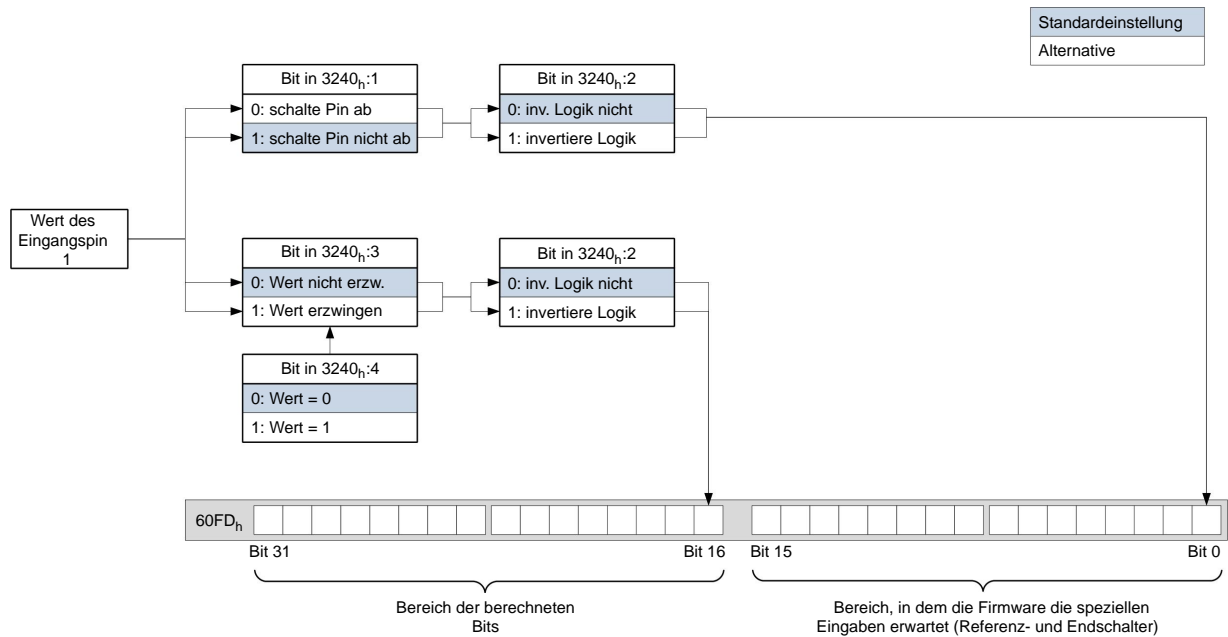 Standardeinstellung
Alternative
Bit in 3240h:1
0: schalte Pin ab
1: schalte Pin nicht ab
Bit in 3240h:2
0: inv. Logik nicht
1: invertiere Logik
Wert des
Eingangspin
1
Bit in 3240h:3
0: Wert nicht erzw.
1: Wert erzwingen
Bit in 3240h:2
0: inv. Logik nicht
1: invertiere Logik
Bit in 3240h:4
0: Wert = 0
1: Wert = 1
60FDh
Bit 31
Bit 16
Bit 15
Bit 0
Bereich der berechneten
Bits
Bereich, in dem die Firmware die speziellen
Eingaben erwartet (Referenz- und Endschalter)